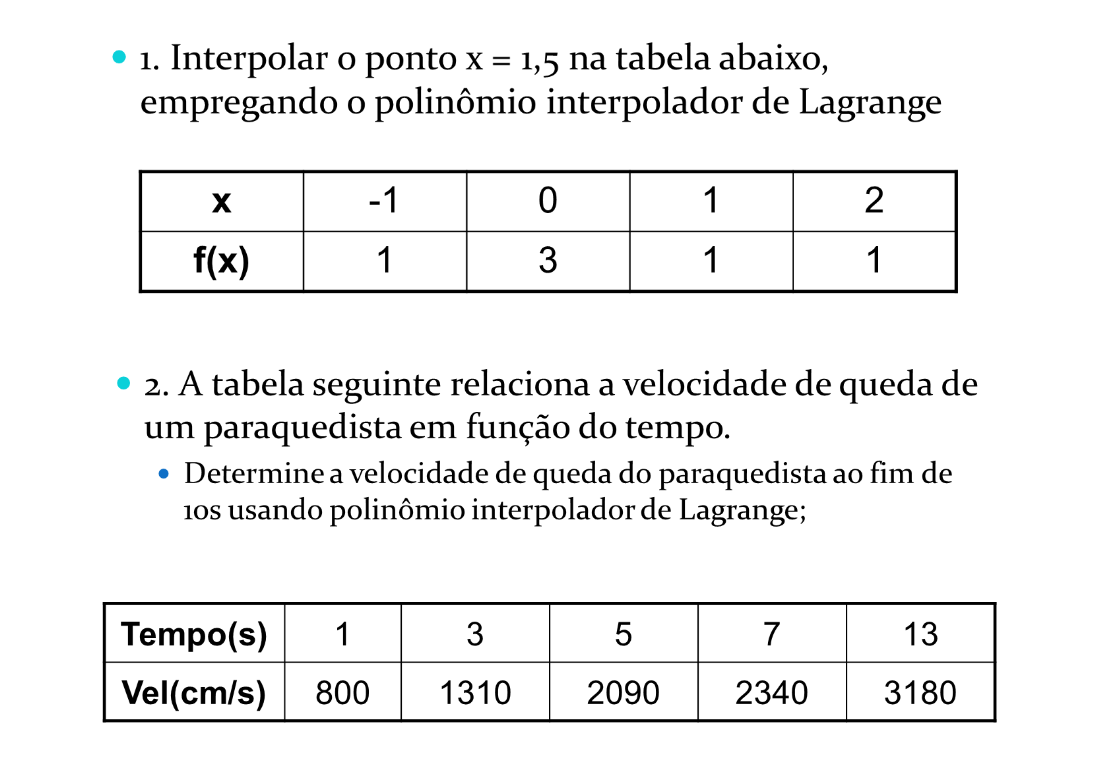 1. Interpolar o ponto x = 1,5 na tabela abaixo,
empregando o polinômio interpolador de Lagrange
x -1 0 1 2
f(x) 1 3 1 1
2. A tabela seguinte relaciona a velocidade de queda de
um paraquedista em função do tempo.
Determine a velocidade de queda do paraquedista ao fim de
10s usando polinômio interpolador de Lagrange;
Tempo(s) 1 3 5 7 13
Vel(cm/s) 800 1310 2090 2340 3180